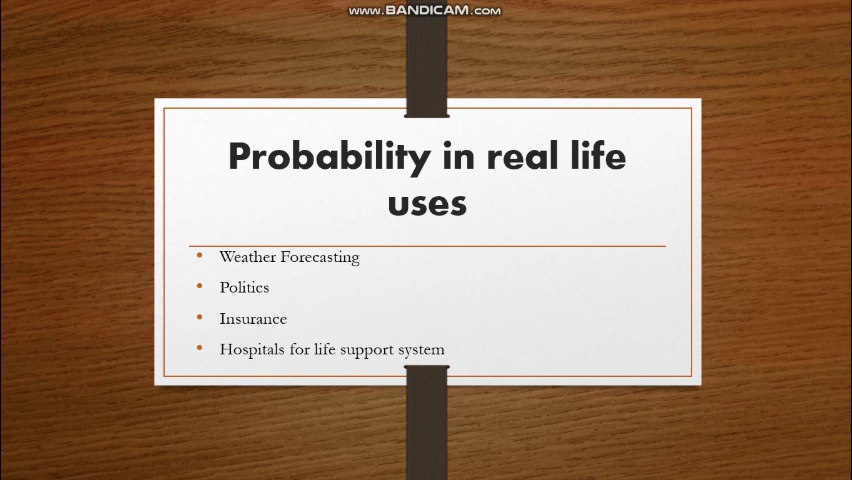 www.BANDICAM.com
Probability in real life
uses
• Weather Forecasting
• Politics
• Insurance
• Hospitals for life support system